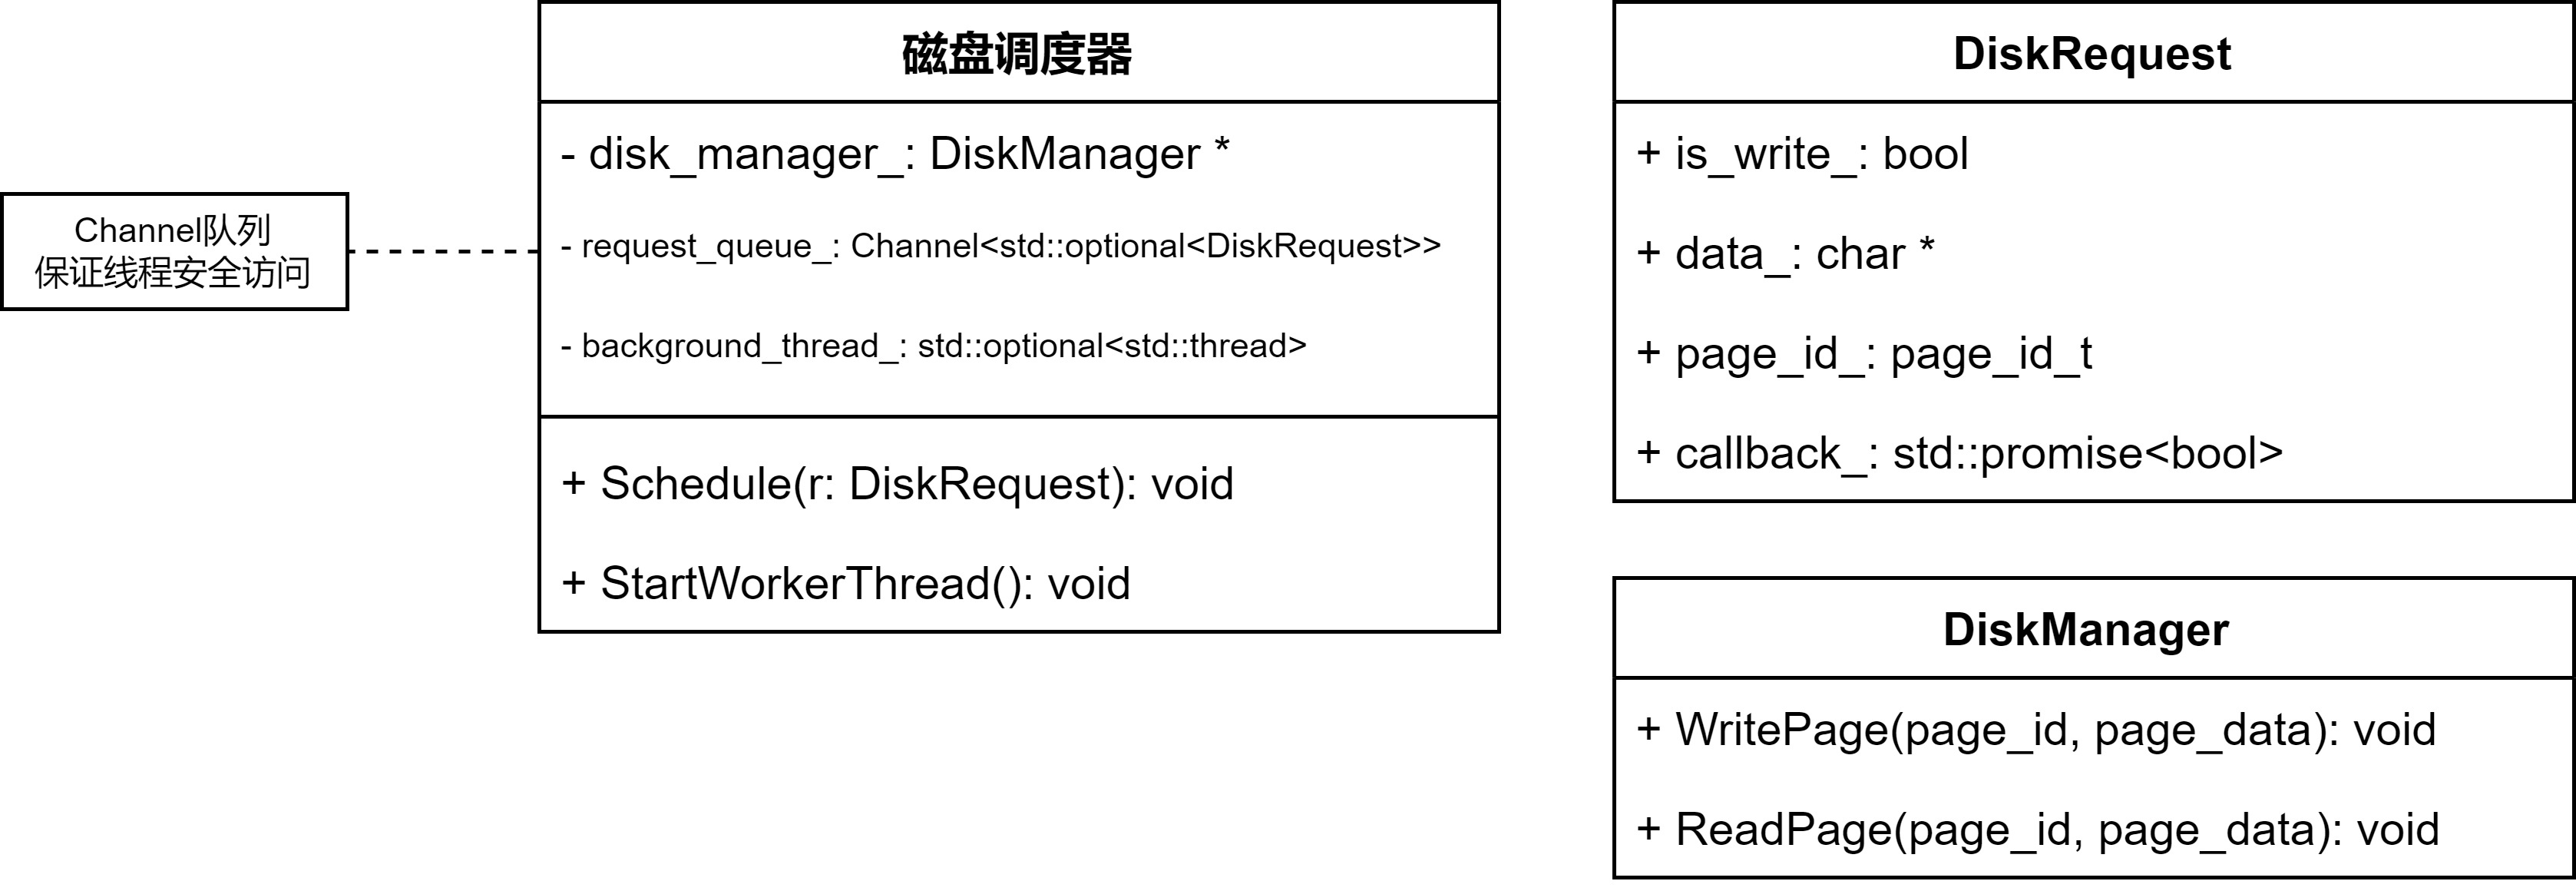 Channel队列
保证线程安全访问
磁盘调度器
- disk_manager_: DiskManager *
- request_queue_: Channel<std::optional<DiskRequest>>
- background_thread_: std::optional<std::thread>
+ Schedule(r: DiskRequest): void
+ StartWorkerThread(): void
DiskRequest
+ is_write_: bool
+ data_: char *
+ page_id_: page_id_t
+ callback_: std::promise<bool>
DiskManager
+ WritePage(page_id, page_data): void
+ ReadPage(page_id, page_data): void